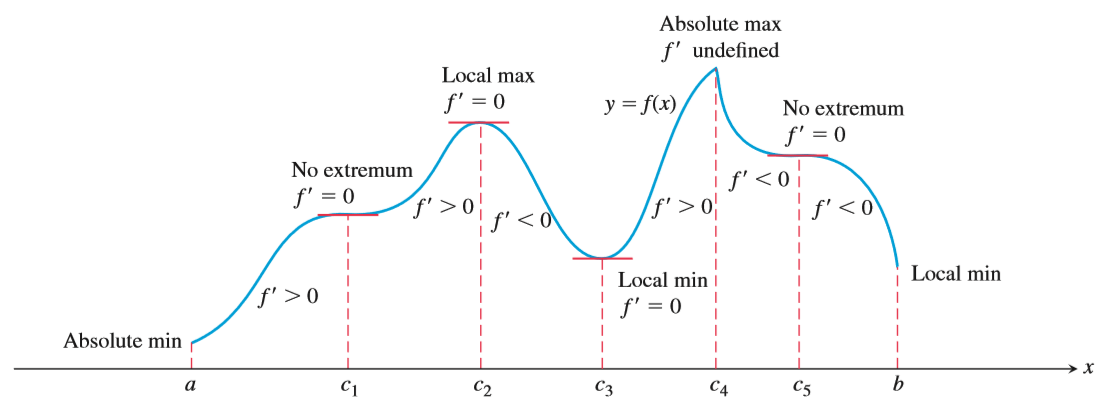 Absolute max
f′ undefined
Local max
f′ = 0
y = f(x)
No extremum
f′ = 0
No extremum
f′ = 0
f′ > 0
f′ < 0
f′ > 0
f′ < 0
f′ < 0
Local min
Local min
f′ = 0
f′ > 0
Absolute min
a
c₁
c₂
c₃
c₄
c₅
b
x